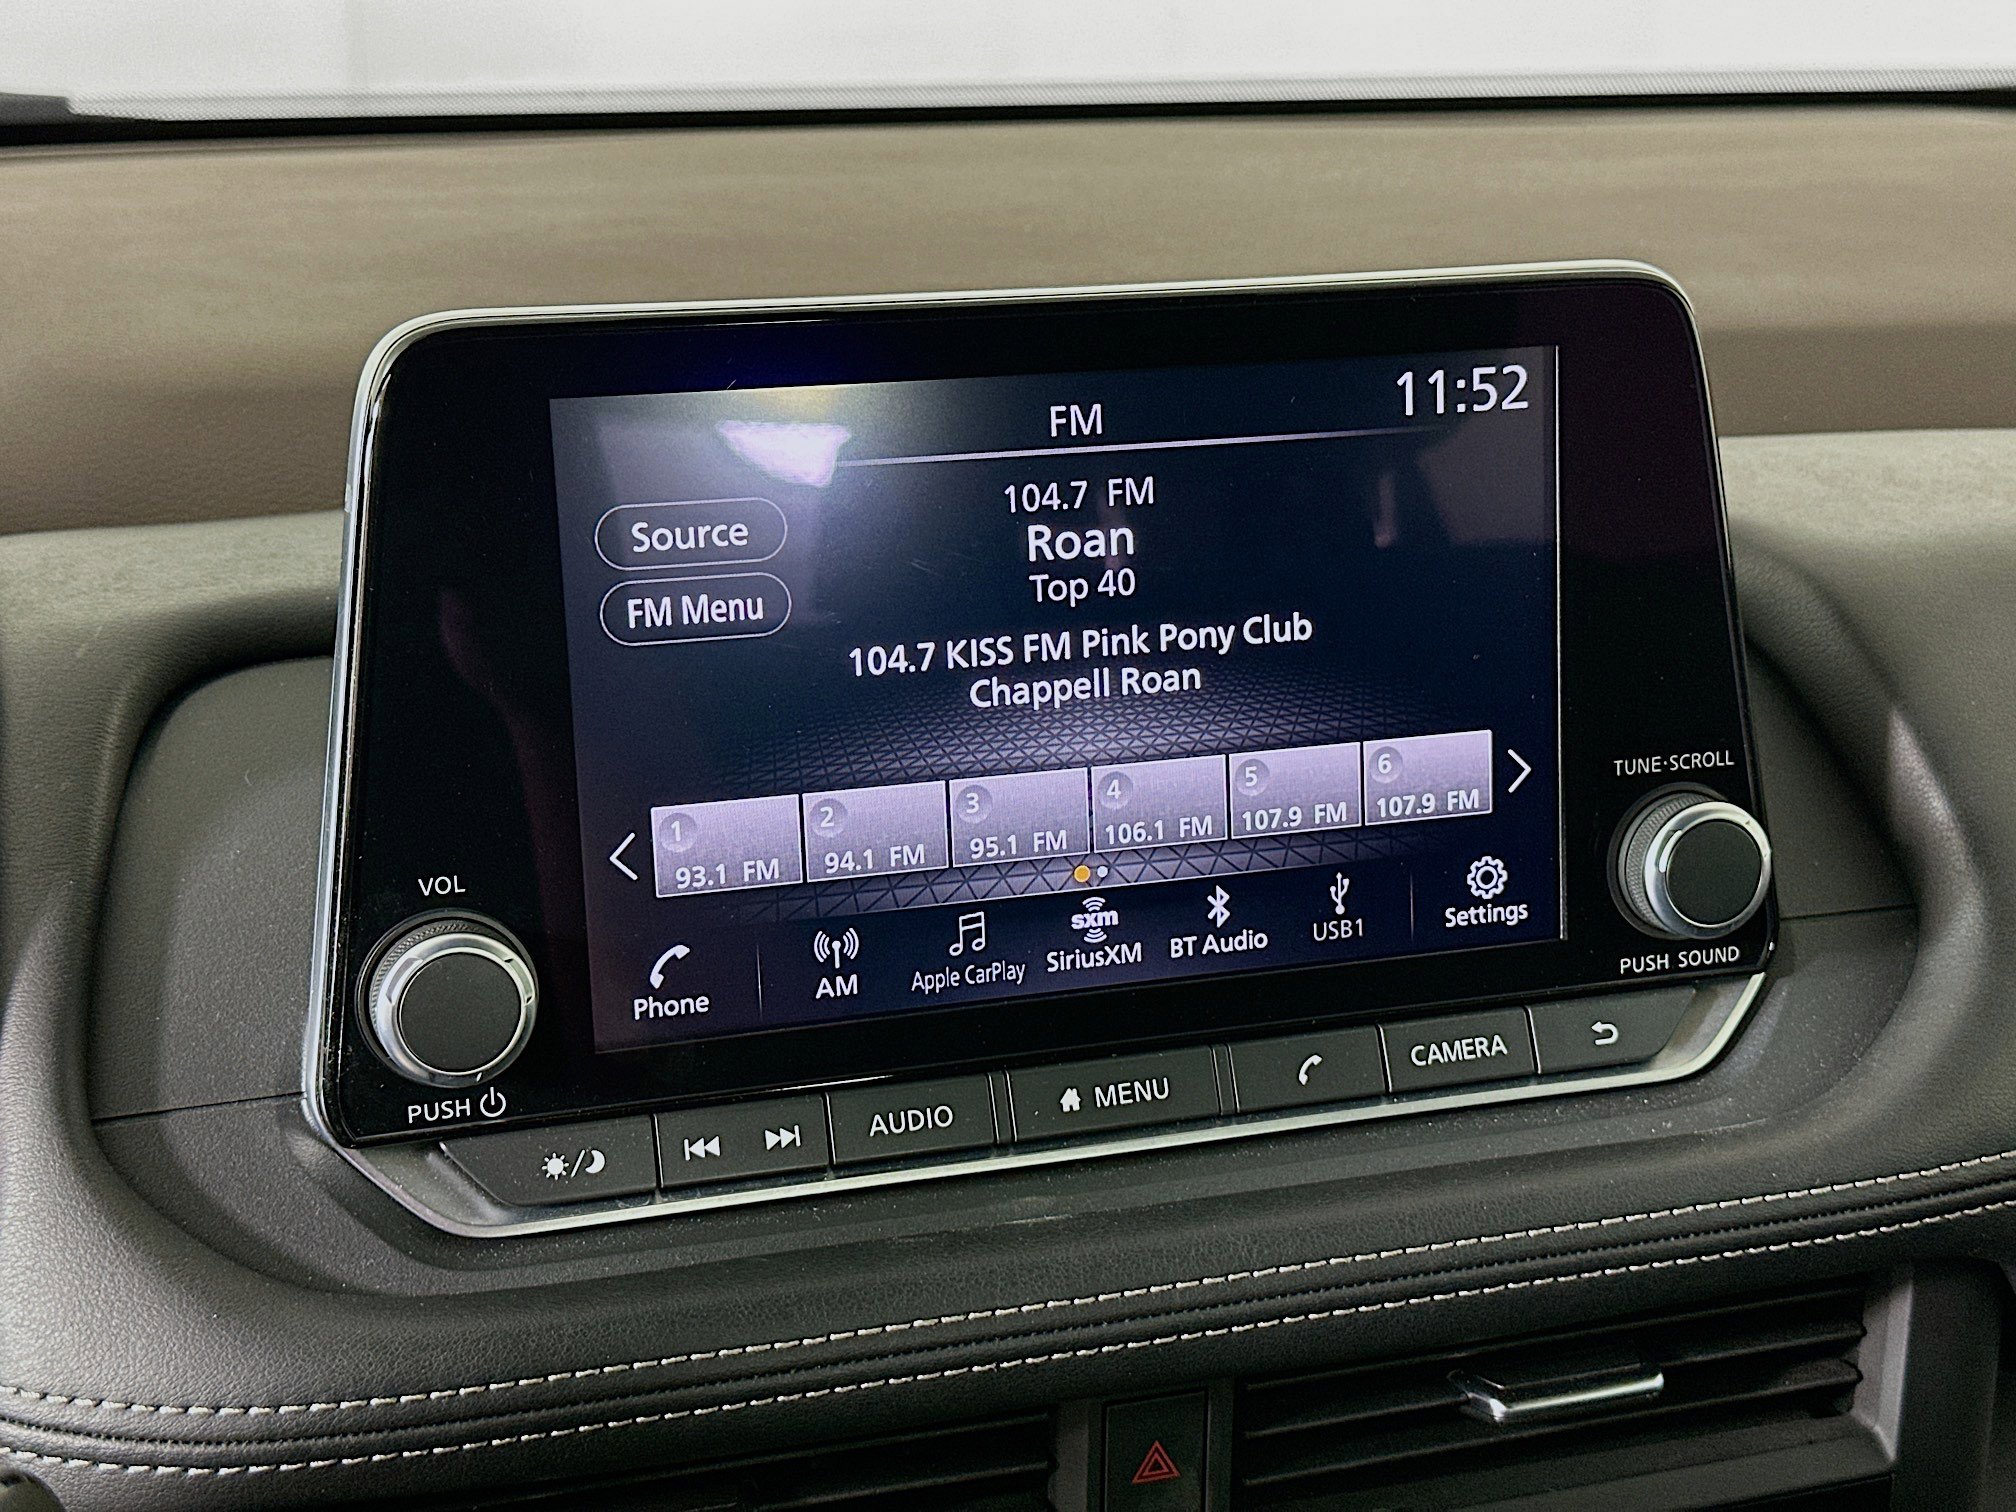 FM
11:52
104.7 FM
Roan
Top 40
Source
FM Menu
104.7 KISS FM Pink Pony Club
Chappell Roan
1
93.1 FM
2
94.1 FM
3
95.1 FM
4
106.1 FM
5
107.9 FM
6
107.9 FM
Phone
AM
Apple CarPlay
sxm
SiriusXM
BT Audio
USB1
Settings
VOL
PUSH
TUNE·SCROLL
PUSH SOUND
AUDIO
MENU
CAMERA